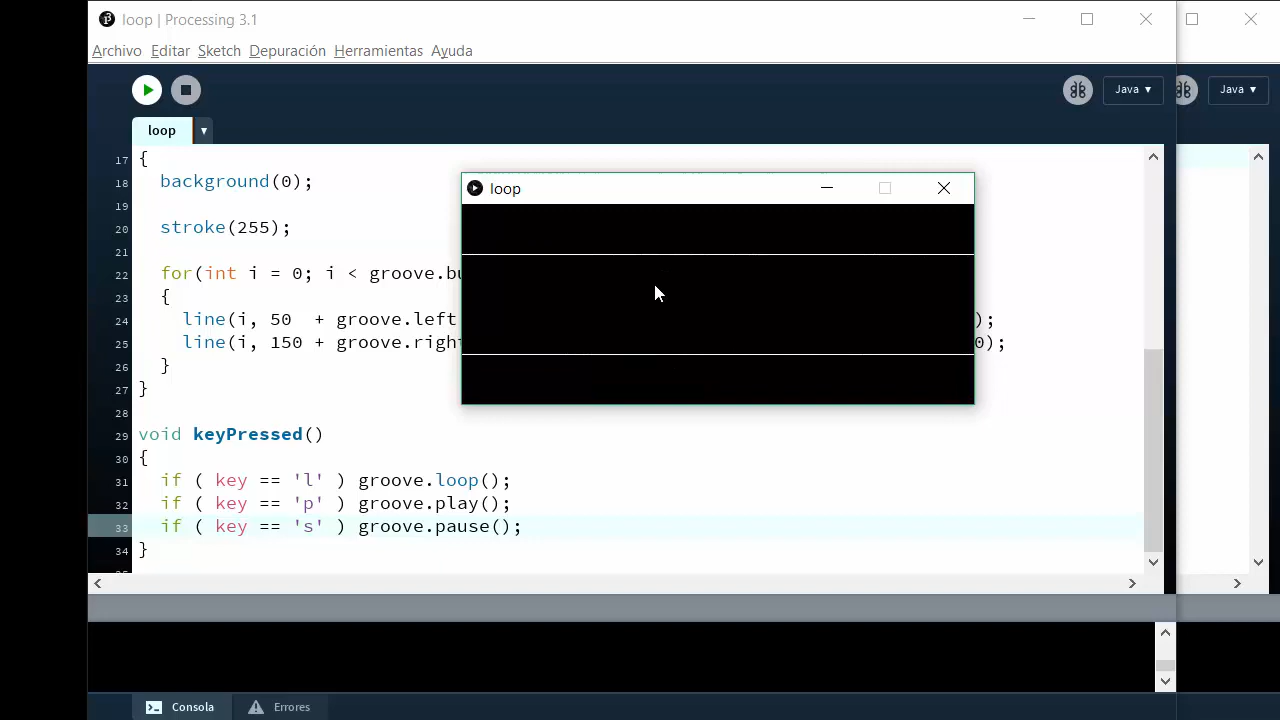 loop | Processing 3.1
Archivo Editar Sketch Depuración Herramientas Ayuda
Java ▾ Java ▾
loop ▾
17 {
18 background(0);
19
20 stroke(255);
21
22 for(int i = 0; i < groove.bu
23 {
24 line(i, 50 + groove.left );
25 line(i, 150 + groove.righ 0);
26 }
27 }
28
29 void keyPressed()
30 {
31 if ( key == 'l' ) groove.loop();
32 if ( key == 'p' ) groove.play();
33 if ( key == 's' ) groove.pause();
34 }
loop
Consola Errores